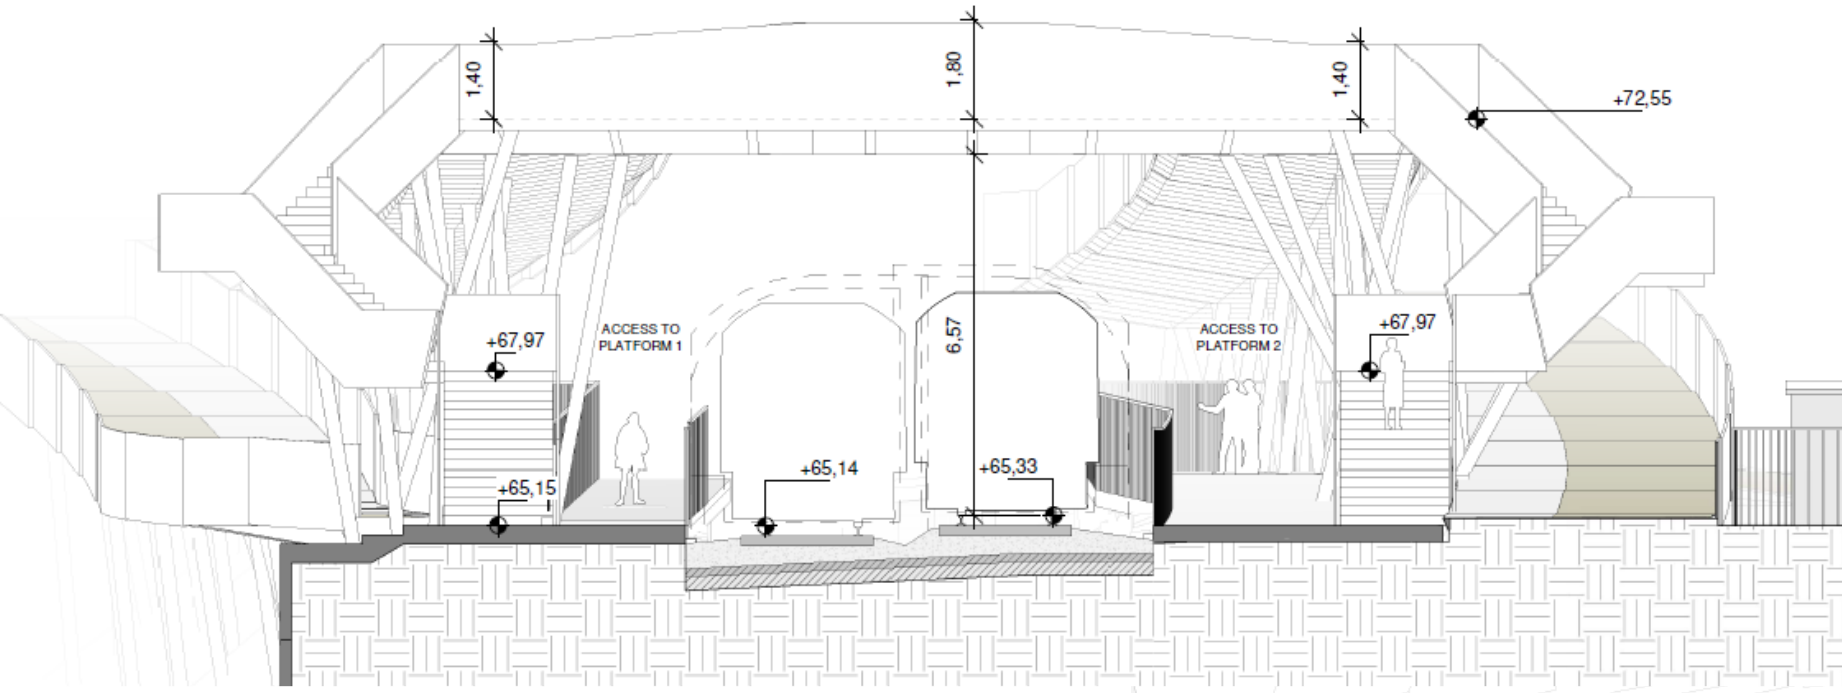 1,40
1,80
1,40
+72,55
+67,97
ACCESS TO
PLATFORM 1
6,57
ACCESS TO
PLATFORM 2
+67,97
+65,15
+65,14
+65,33